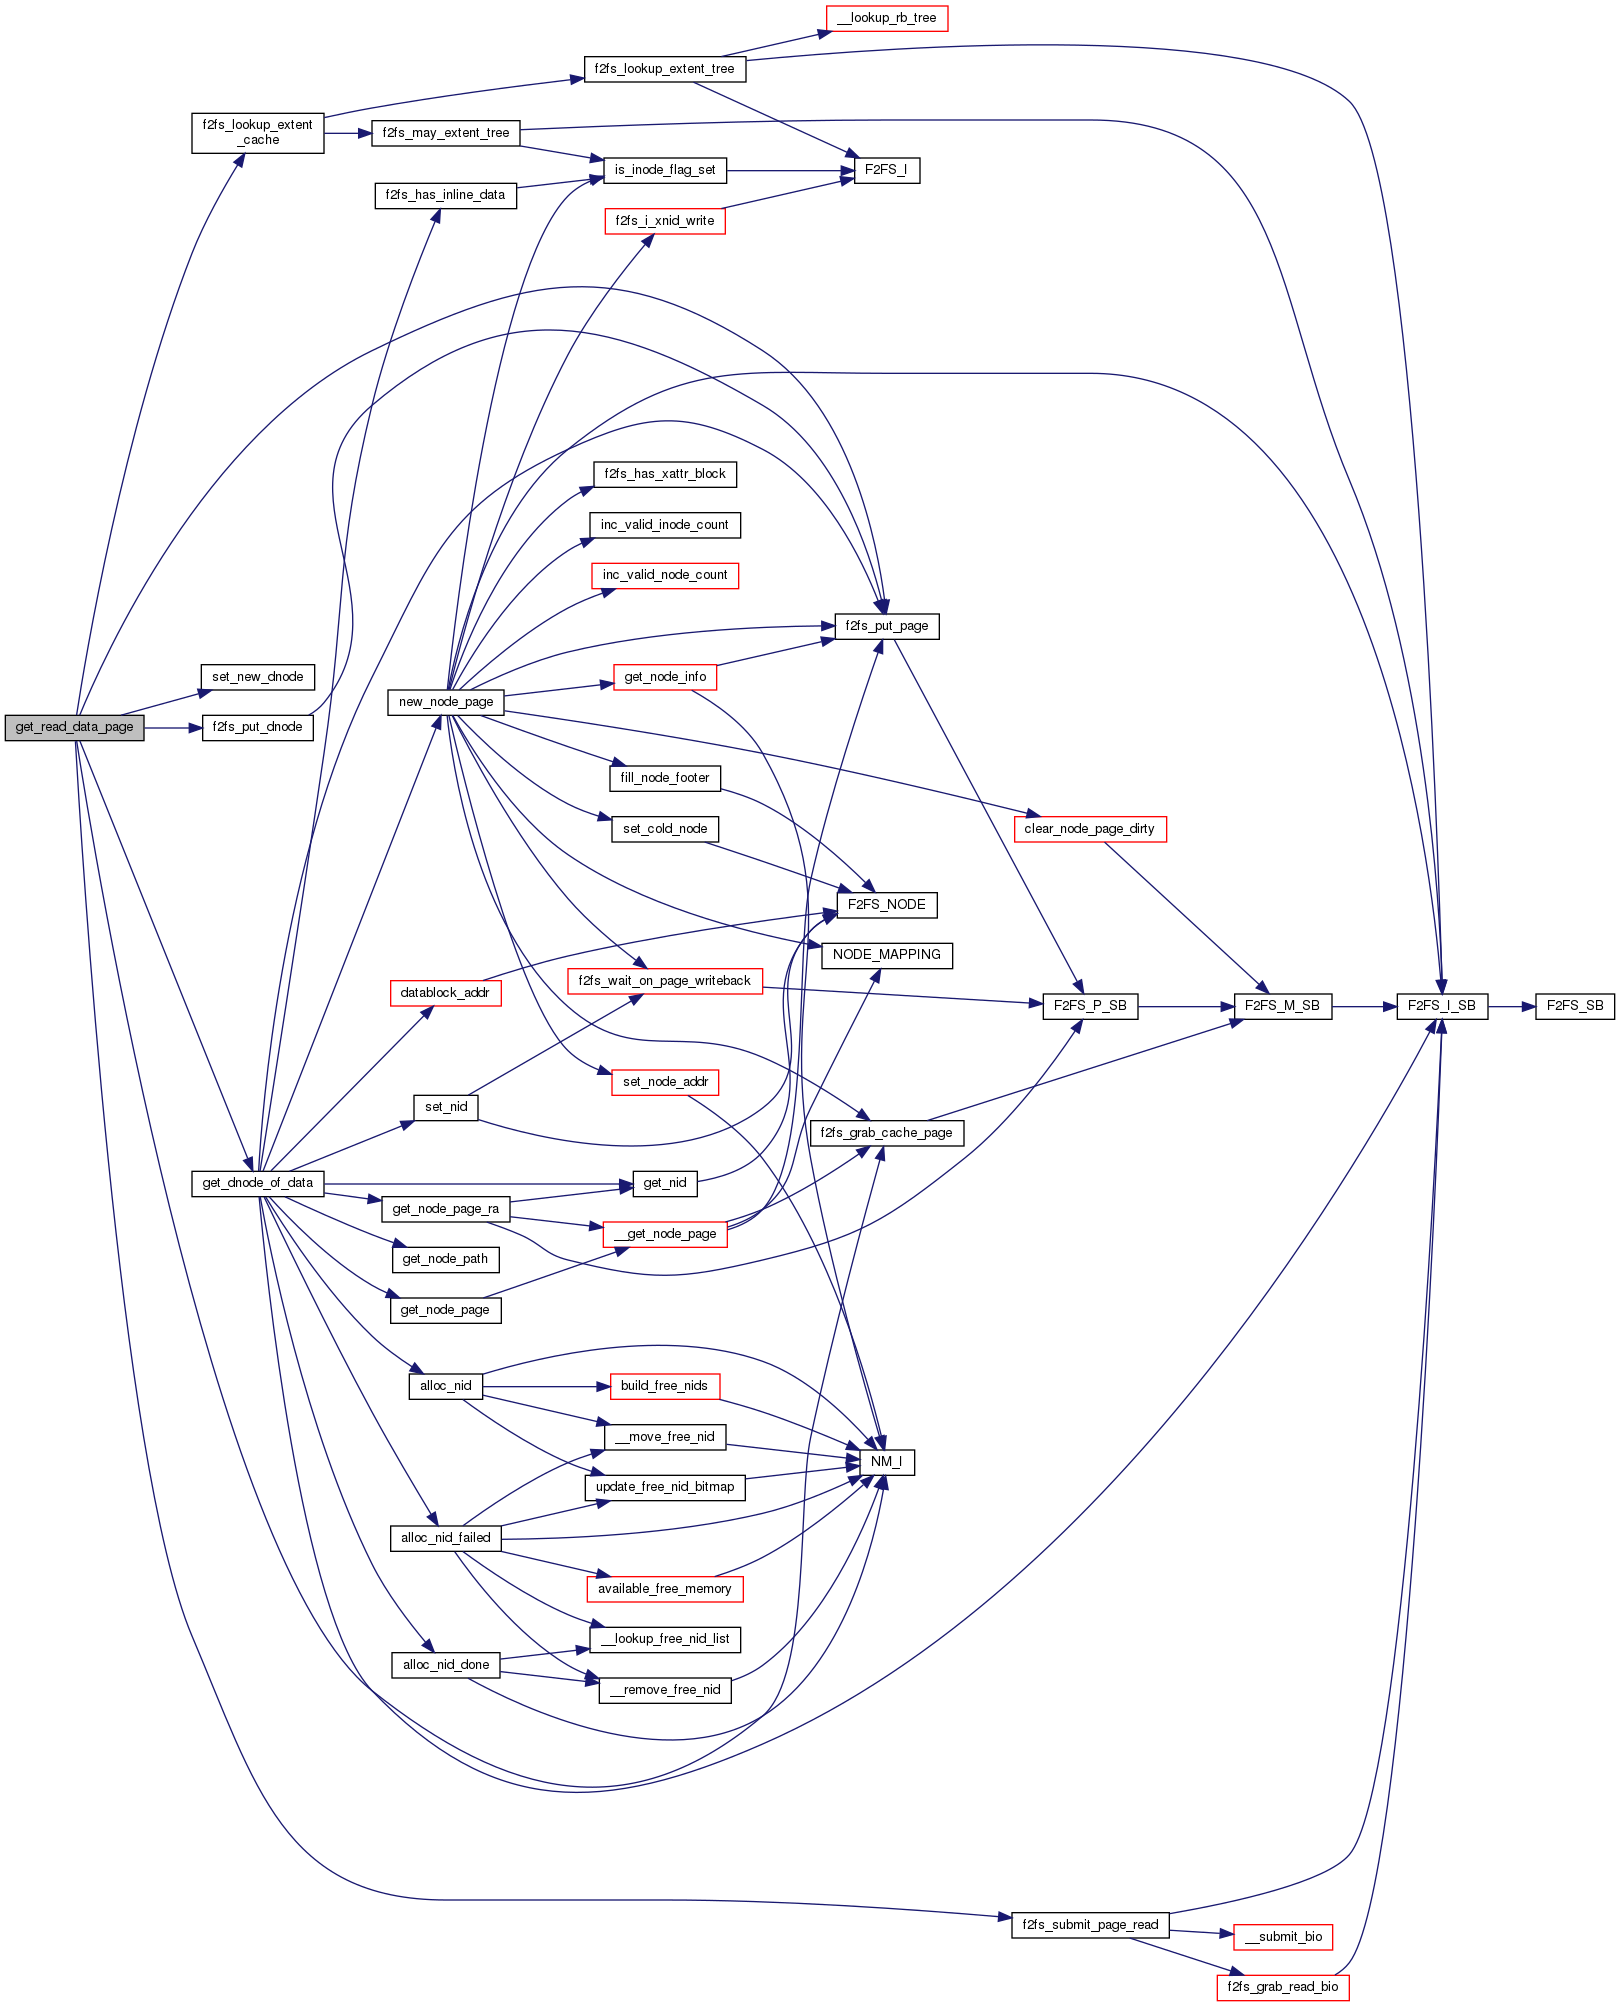 __lookup_rb_tree
f2fs_lookup_extent_tree
f2fs_lookup_extent
_cache
f2fs_may_extent_tree
is_inode_flag_set
F2FS_I
f2fs_has_inline_data
f2fs_i_xnid_write
f2fs_has_xattr_block
inc_valid_inode_count
inc_valid_node_count
f2fs_put_page
set_new_dnode
get_node_info
new_node_page
get_read_data_page
f2fs_put_dnode
fill_node_footer
set_cold_node
clear_node_page_dirty
F2FS_NODE
NODE_MAPPING
datablock_addr
f2fs_wait_on_page_writeback
F2FS_P_SB
F2FS_M_SB
F2FS_I_SB
F2FS_SB
set_node_addr
set_nid
f2fs_grab_cache_page
get_dnode_of_data
get_nid
get_node_page_ra
__get_node_page
get_node_path
get_node_page
alloc_nid
build_free_nids
__move_free_nid
NM_I
update_free_nid_bitmap
alloc_nid_failed
available_free_memory
__lookup_free_nid_list
alloc_nid_done
__remove_free_nid
f2fs_submit_page_read
__submit_bio
f2fs_grab_read_bio